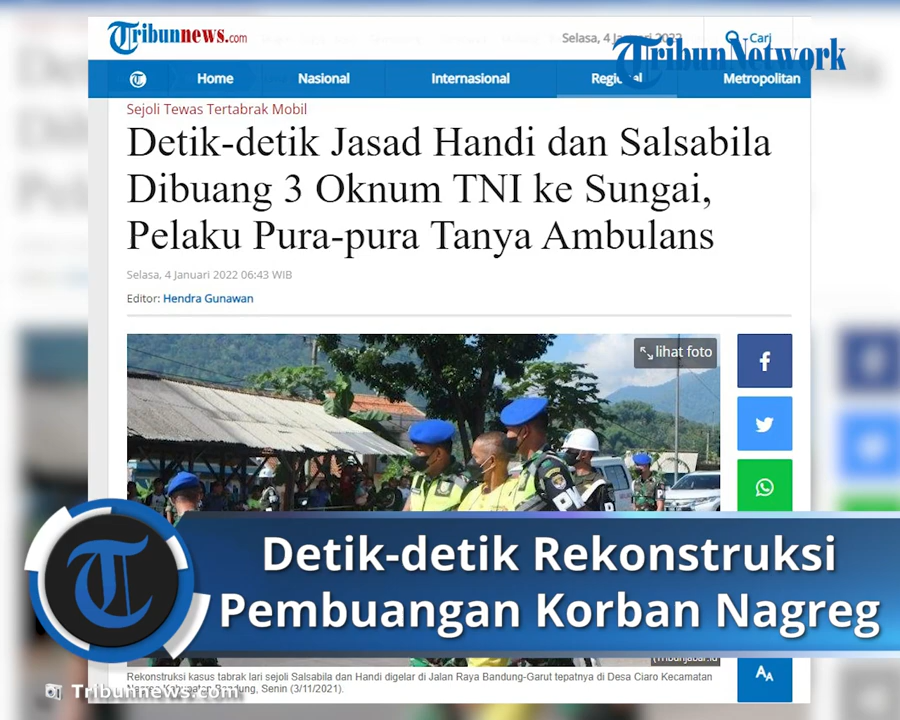 Tribunnews.com
Selasa, 4 Januari 2022
Cari
TribunNetwork
Home Nasional Internasional Regional Metropolitan
Sejoli Tewas Tertabrak Mobil
Detik-detik Jasad Handi dan Salsabila
Dibuang 3 Oknum TNI ke Sungai,
Pelaku Pura-pura Tanya Ambulans
Selasa, 4 Januari 2022 06:43 WIB
Editor: Hendra Gunawan
lihat foto
Detik-detik Rekonstruksi
Pembuangan Korban Nagreg
(Tribunjabar.id
Rekonstruksi kasus tabrak lari sejoli Salsabila dan Handi digelar di Jalan Raya Bandung-Garut tepatnya di Desa Ciaro Kecamatan
Bandung, Senin (3/11/2021).
Tribunnews.com